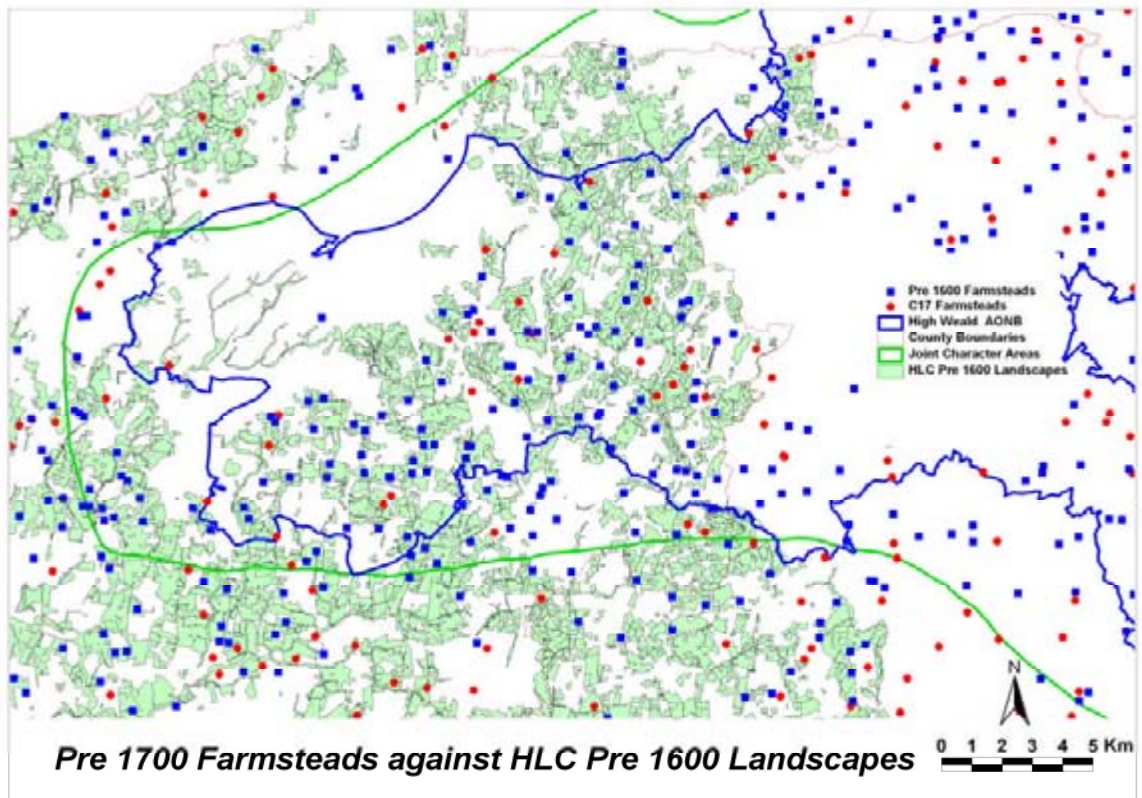 Pre 1600 Farmsteads
C17 Farmsteads
High Weald AONB
County Boundaries
Joint Character Areas
HLC Pre 1600 Landscapes
N
Pre 1700 Farmsteads against HLC Pre 1600 Landscapes
0 1 2 3 4 5 Km